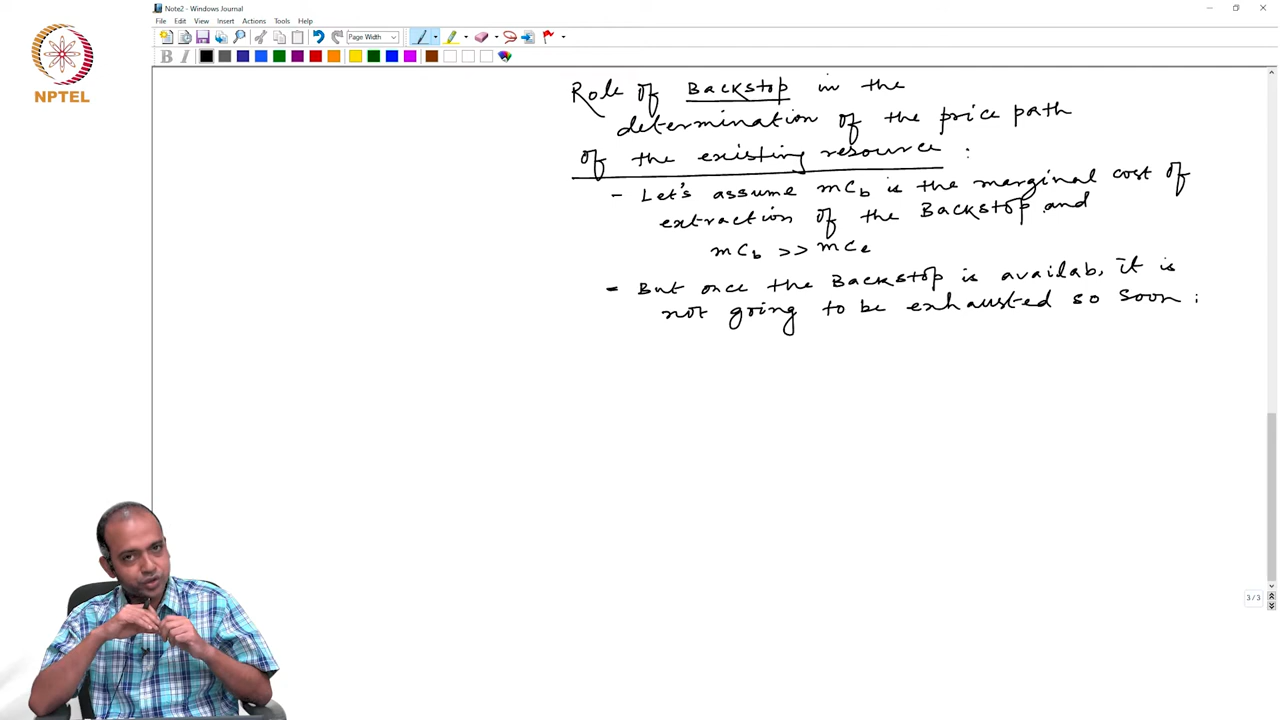 Note2 - Windows Journal
File Edit View Insert Actions Tools Help
Page Width
B I
NPTEL
Role of Backstop in the
determination of the price path
of the existing resource :
- Let's assume MCb is the marginal cost of
extraction of the Backstop and
MCb >> MCe
- But once the Backstop is availab, it is
not going to be exhausted so soon :
3/3